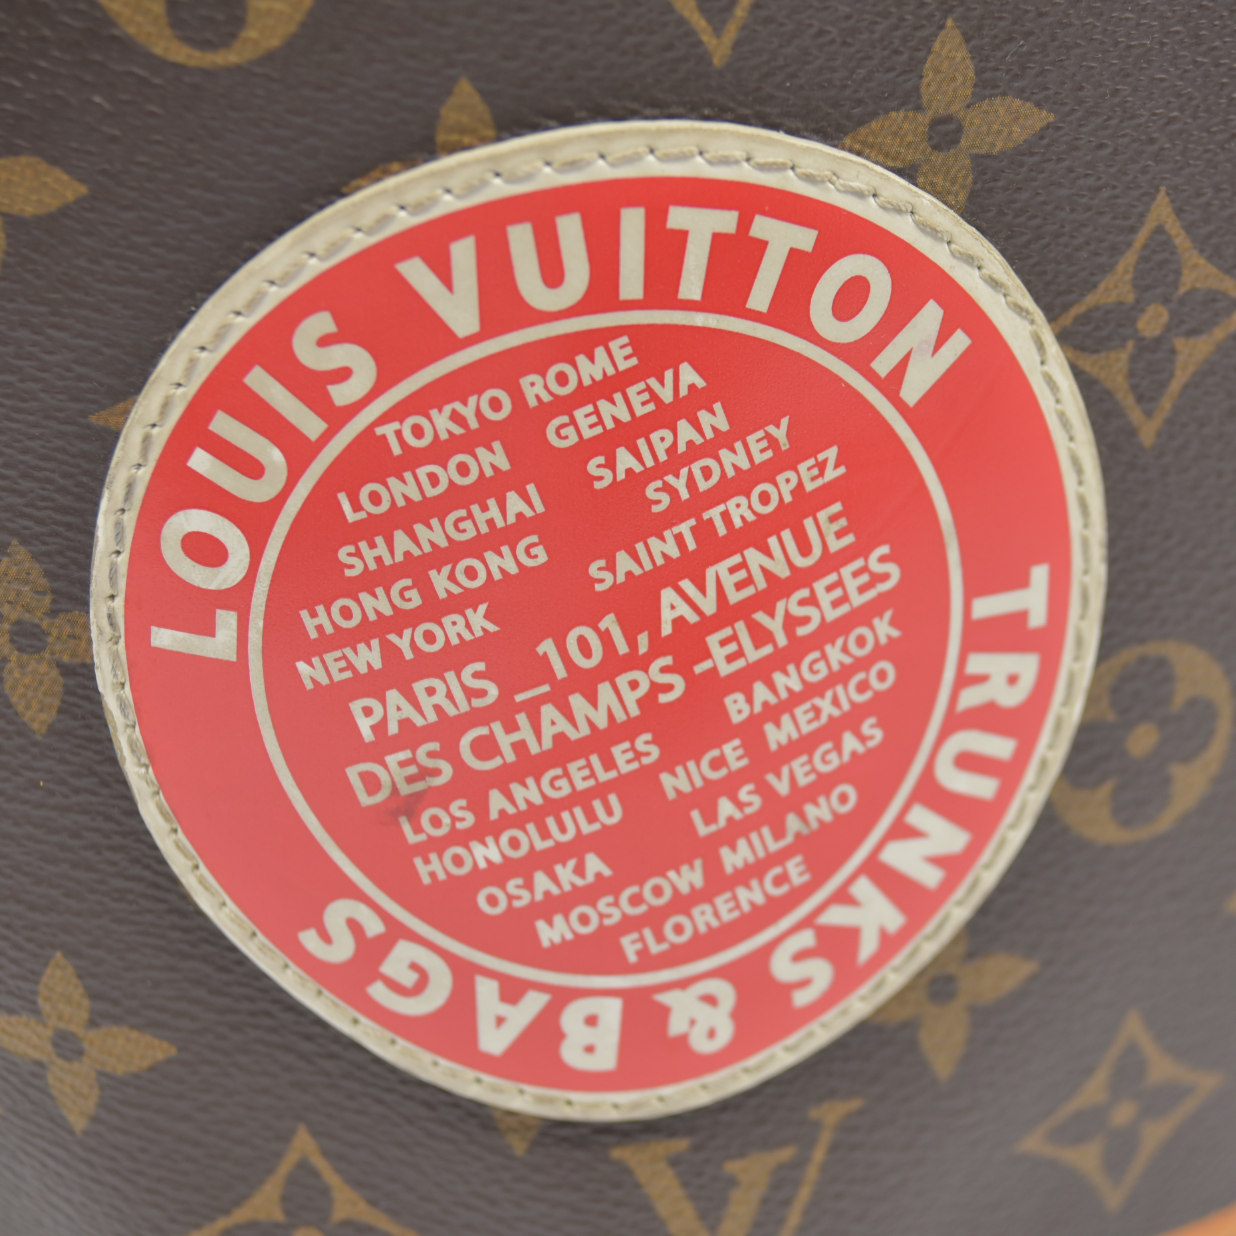 LOUIS VUITTON
TRUNKS & BAGS
TOKYO ROME
LONDON GENEVA
SHANGHAI SAIPAN
HONG KONG SYDNEY
NEW YORK SAINT TROPEZ
PARIS _101, AVENUE
DES CHAMPS-ELYSEES
LOS ANGELES BANGKOK
HONOLULU NICE MEXICO
OSAKA LAS VEGAS
MOSCOW MILANO
FLORENCE